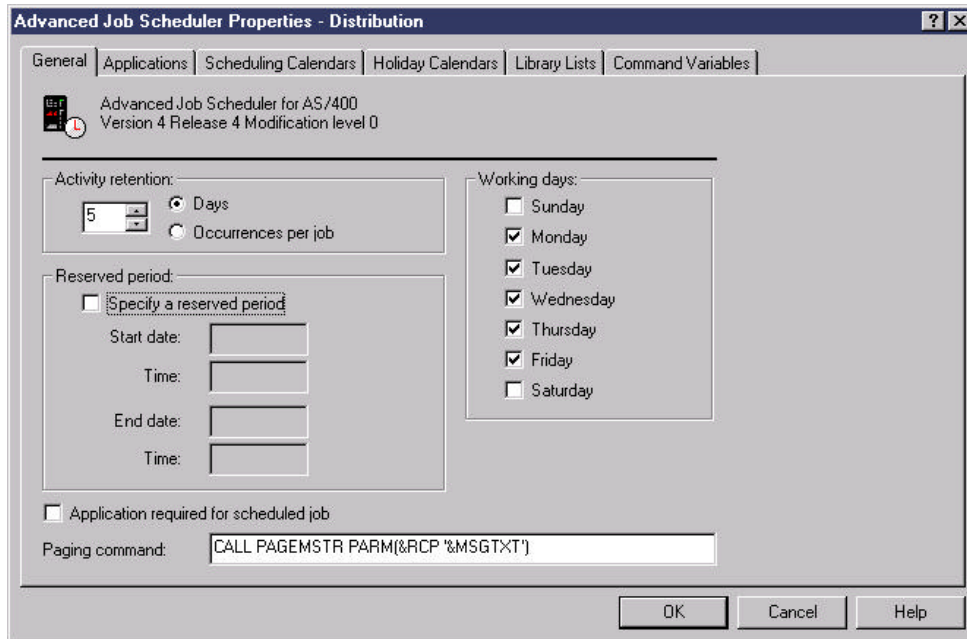 Advanced Job Scheduler Properties - Distribution
General Applications Scheduling Calendars Holiday Calendars Library Lists Command Variables
Advanced Job Scheduler for AS/400
Version 4 Release 4 Modification level 0
Activity retention:
5
Days
Occurrences per job
Reserved period:
Specify a reserved period
Start date:
Time:
End date:
Time:
Working days:
Sunday
Monday
Tuesday
Wednesday
Thursday
Friday
Saturday
Application required for scheduled job
Paging command: CALL PAGEMSTR PARM(&RCP '&MSGTXT')
OK Cancel Help